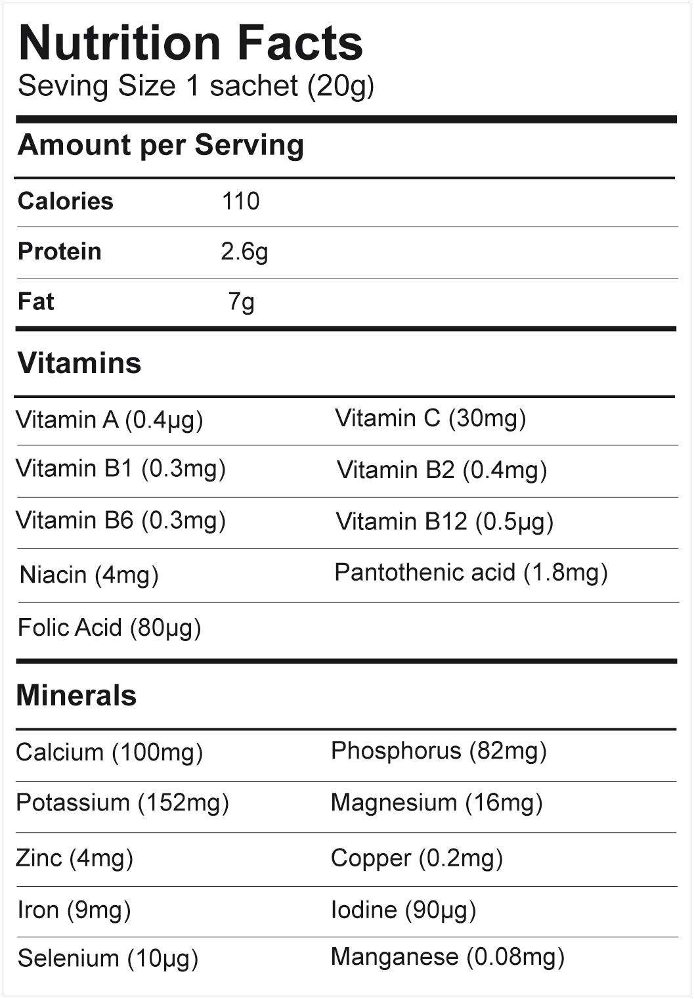 Nutrition Facts
Seving Size 1 sachet (20g)
Amount per Serving
Calories 110
Protein 2.6g
Fat 7g
Vitamins
Vitamin A (0.4µg) Vitamin C (30mg)
Vitamin B1 (0.3mg) Vitamin B2 (0.4mg)
Vitamin B6 (0.3mg) Vitamin B12 (0.5µg)
Niacin (4mg) Pantothenic acid (1.8mg)
Folic Acid (80µg)
Minerals
Calcium (100mg) Phosphorus (82mg)
Potassium (152mg) Magnesium (16mg)
Zinc (4mg) Copper (0.2mg)
Iron (9mg) Iodine (90µg)
Selenium (10µg) Manganese (0.08mg)